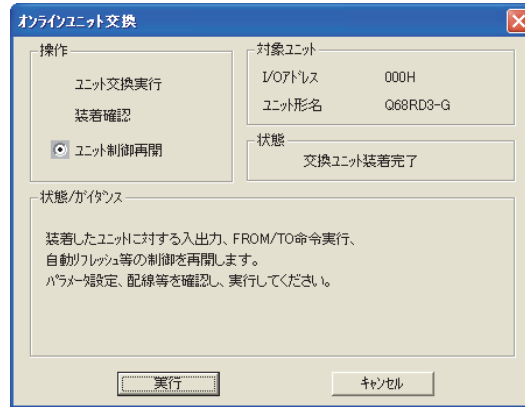 オンラインユニット交換
操作
ユニット交換実行
装着確認
ユニット制御再開
対象ユニット
I/Oアドレス 000H
ユニット形名 Q68RD3-G
状態
交換ユニット装着完了
状態/ガイダンス
装着したユニットに対する入出力、FROM/TO命令実行、
自動リフレッシュ等の制御を再開します。
パラメータ設定、配線等を確認し、実行してください。
実行 キャンセル